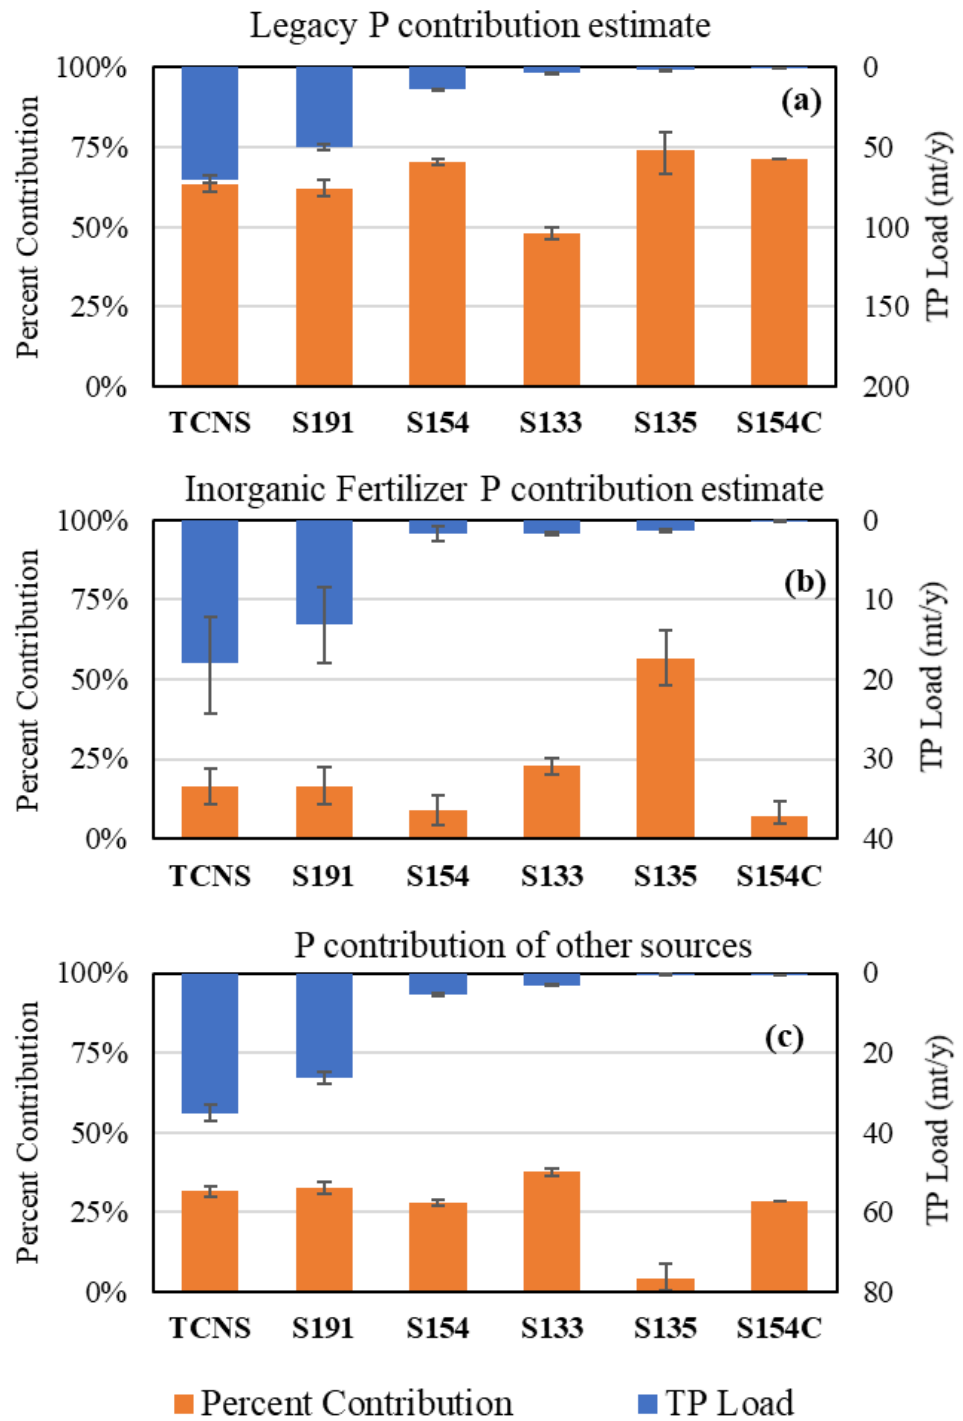 Legacy P contribution estimate
100%
75%
50%
25%
0%
Percent Contribution
(a)
0
50
100
150
200
TP Load (mt/y)
TCNS S191 S154 S133 S135 S154C
Inorganic Fertilizer P contribution estimate
100%
75%
50%
25%
0%
Percent Contribution
(b)
0
10
20
30
40
TP Load (mt/y)
TCNS S191 S154 S133 S135 S154C
P contribution of other sources
100%
75%
50%
25%
0%
Percent Contribution
(c)
0
20
40
60
80
TP Load (mt/y)
TCNS S191 S154 S133 S135 S154C
Percent Contribution TP Load